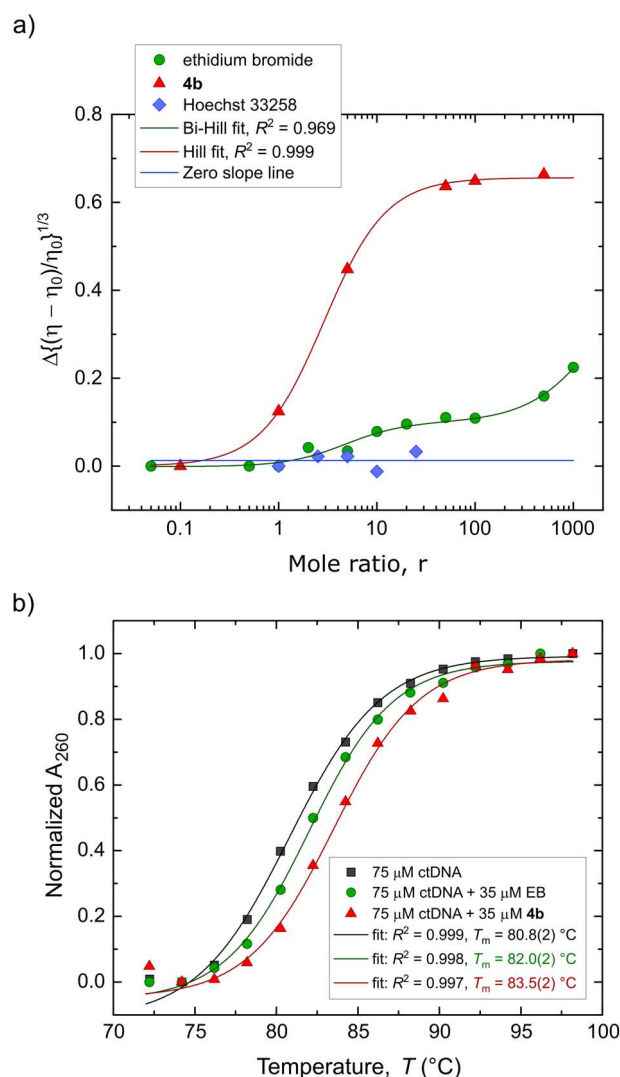 a)
ethidium bromide
4b
Hoechst 33258
Bi-Hill fit, R² = 0.969
Hill fit, R² = 0.999
Zero slope line
0.8
0.6
0.4
0.2
0.0
Δ{(η − η₀)/η₀}¹ᐟ³
0.1 1 10 100 1000
Mole ratio, r
b)
1.0
0.8
0.6
0.4
0.2
0.0
Normalized A₂₆₀
75 μM ctDNA
75 μM ctDNA + 35 μM EB
75 μM ctDNA + 35 μM 4b
fit: R² = 0.999, Tₘ = 80.8(2) °C
fit: R² = 0.998, Tₘ = 82.0(2) °C
fit: R² = 0.997, Tₘ = 83.5(2) °C
70 75 80 85 90 95 100
Temperature, T (°C)